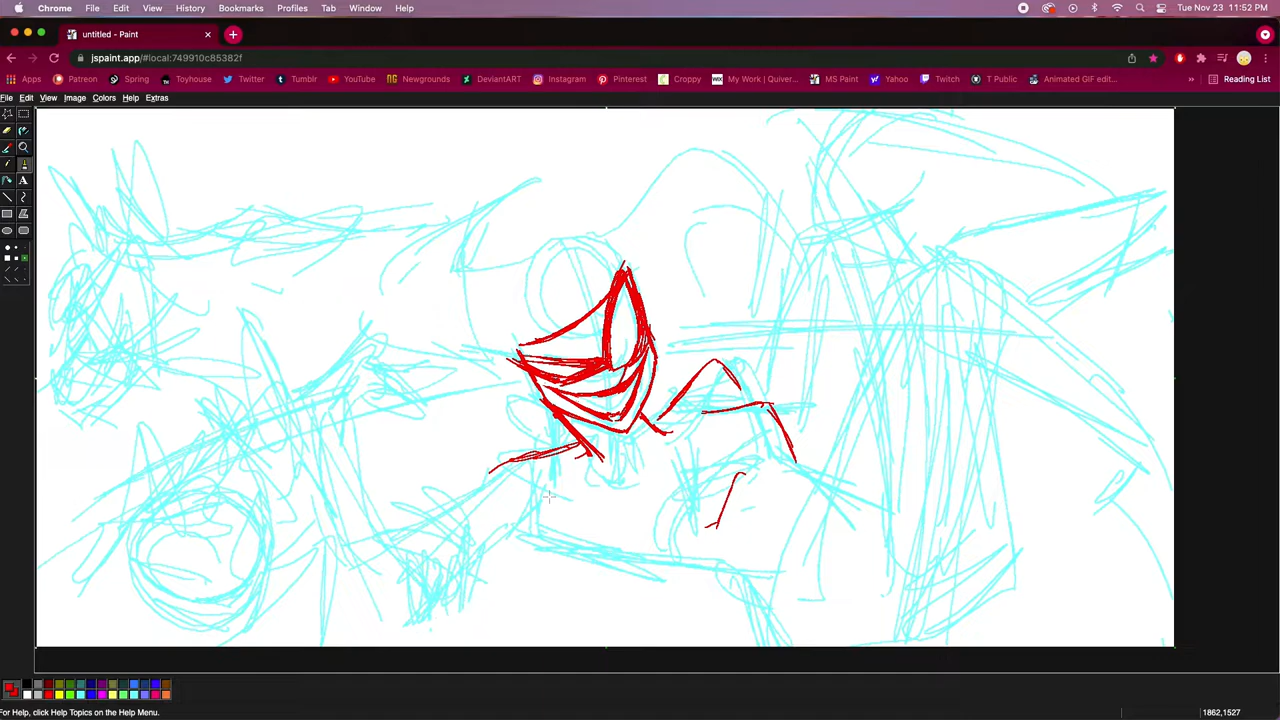 Chrome File Edit View History Bookmarks Profiles Tab Window Help Tue Nov 23 11:52 PM
untitled - Paint
jspaint.app/#local:749910c85382f
Apps Patreon Spring Toyhouse Twitter Tumblr YouTube Newgrounds DeviantART Instagram Pinterest Croppy My Work | Quiver... MS Paint Yahoo Twitch T Public Animated GIF edit... Reading List
File Edit View Image Colors Help Extras
For Help, click Help Topics on the Help Menu. 1862,1527